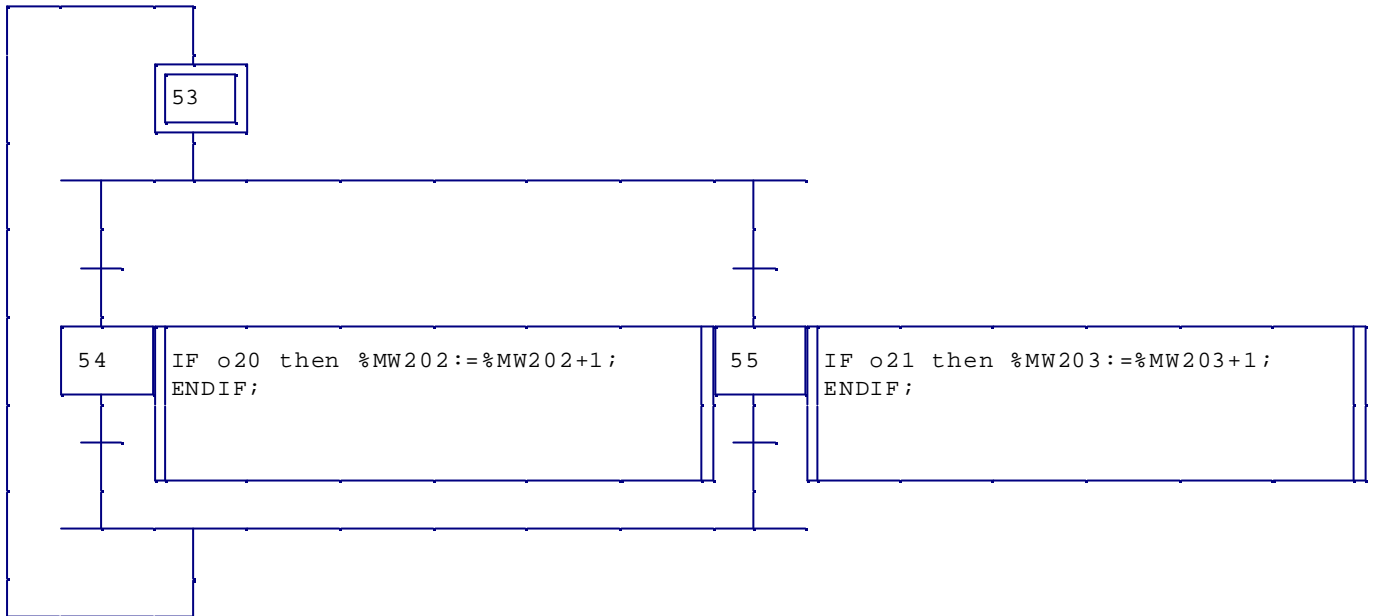 53
54
IF o20 then %MW202:=%MW202+1;
ENDIF;
55
IF o21 then %MW203:=%MW203+1;
ENDIF;